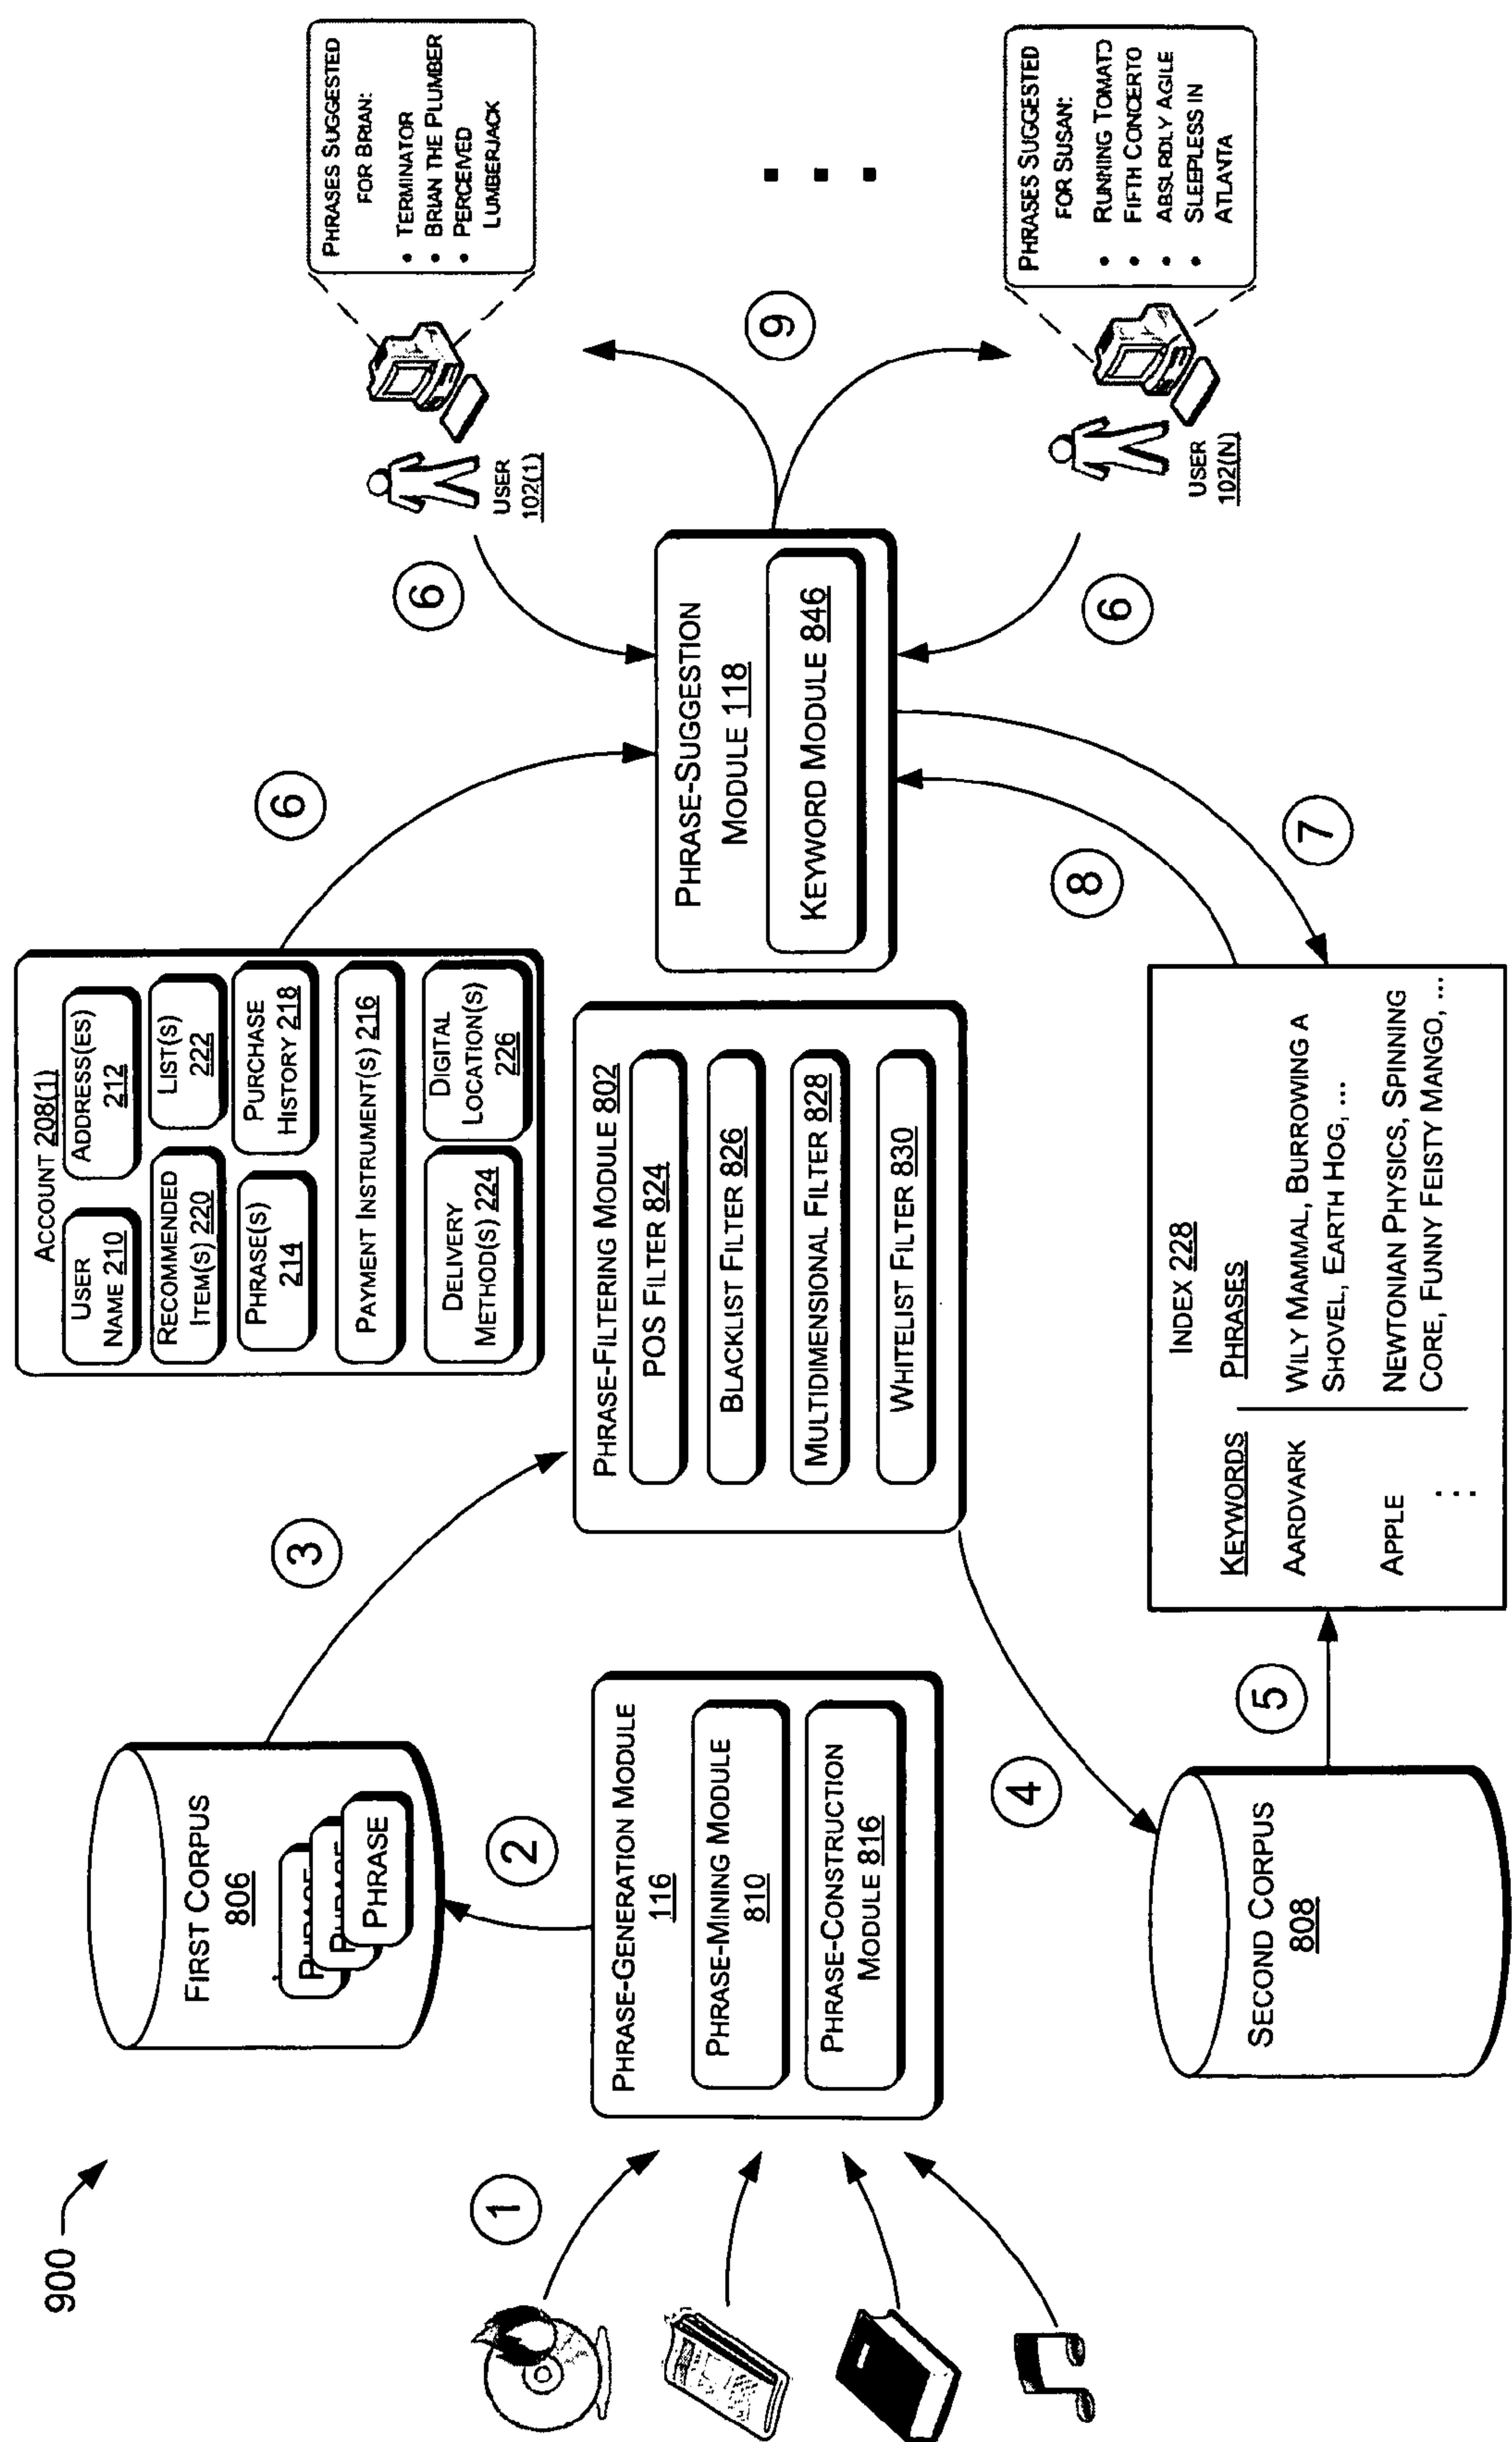 900
1
FIRST CORPUS
806
PHRASE
2
PHRASE-GENERATION MODULE
116
PHRASE-MINING MODULE
810
PHRASE-CONSTRUCTION
MODULE 816
3
4
SECOND CORPUS
808
5
ACCOUNT 208(1)
USER
NAME 210
ADDRESS(ES)
212
RECOMMENDED
ITEM(S) 220
LIST(S)
222
PHRASE(S)
214
PURCHASE
HISTORY 218
PAYMENT INSTRUMENT(S) 216
DELIVERY
METHOD(S) 224
DIGITAL
LOCATION(S)
226
PHRASE-FILTERING MODULE 802
POS FILTER 824
BLACKLIST FILTER 826
MULTIDIMENSIONAL FILTER 828
WHITELIST FILTER 830
INDEX 228
KEYWORDS PHRASES
AARDVARK WILY MAMMAL, BURROWING A
SHOVEL, EARTH HOG, ...
APPLE NEWTONIAN PHYSICS, SPINNING
CORE, FUNNY FEISTY MANGO, ...
6
PHRASE-SUGGESTION
MODULE 118
KEYWORD MODULE 846
7
8
6
6
9
USER
102(1)
PHRASES SUGGESTED
FOR BRIAN:
• TERMINATOR
• BRIAN THE PLUMBER
• PERCEIVED
LUMBERJACK
USER
102(N)
PHRASES SUGGESTED
FOR SUSAN:
• RUNNING TOMATO
• FIFTH CONCERTO
• ABSURDLY AGILE
• SLEEPLESS IN
ATLANTA